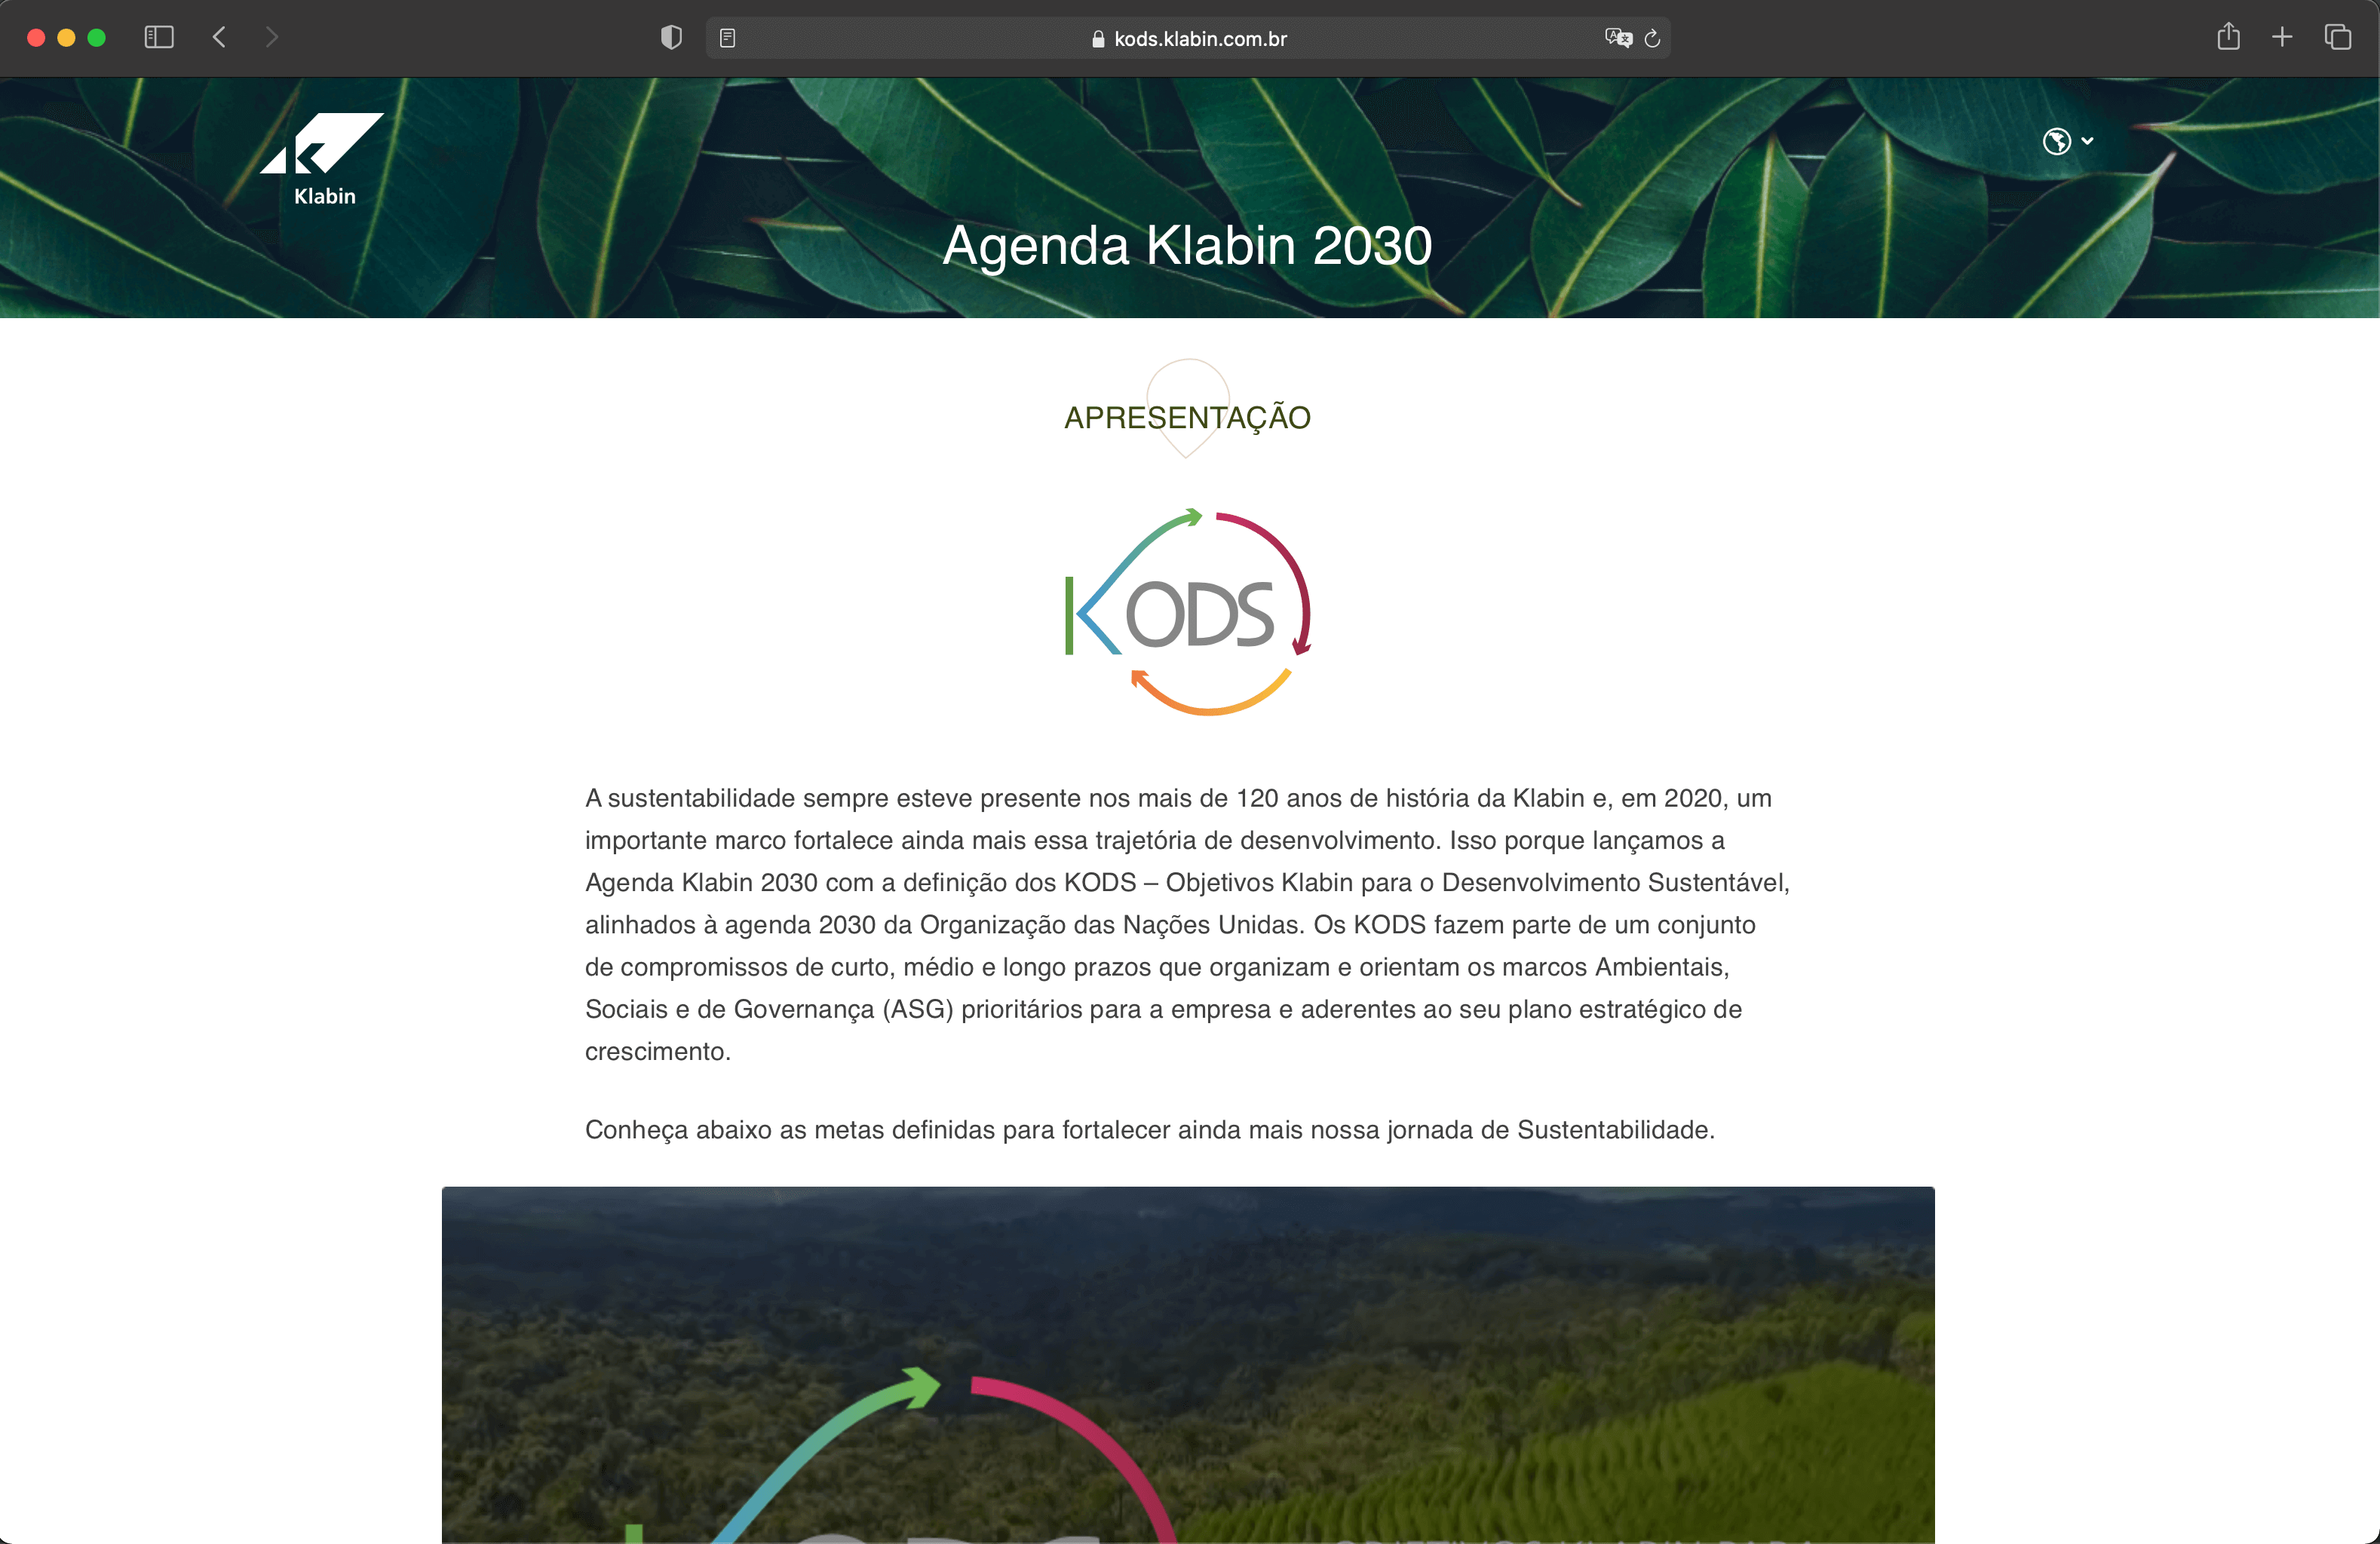 kods.klabin.com.br
Klabin
Agenda Klabin 2030
APRESENTAÇÃO
KODS
A sustentabilidade sempre esteve presente nos mais de 120 anos de história da Klabin e, em 2020, um
importante marco fortalece ainda mais essa trajetória de desenvolvimento. Isso porque lançamos a
Agenda Klabin 2030 com a definição dos KODS – Objetivos Klabin para o Desenvolvimento Sustentável,
alinhados à agenda 2030 da Organização das Nações Unidas. Os KODS fazem parte de um conjunto
de compromissos de curto, médio e longo prazos que organizam e orientam os marcos Ambientais,
Sociais e de Governança (ASG) prioritários para a empresa e aderentes ao seu plano estratégico de
crescimento.
Conheça abaixo as metas definidas para fortalecer ainda mais nossa jornada de Sustentabilidade.